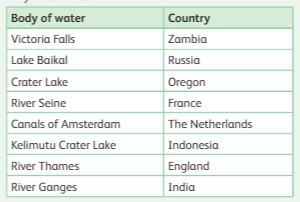 Body of water Country
Victoria Falls Zambia
Lake Baikal Russia
Crater Lake Oregon
River Seine France
Canals of Amsterdam The Netherlands
Kelimutu Crater Lake Indonesia
River Thames England
River Ganges India